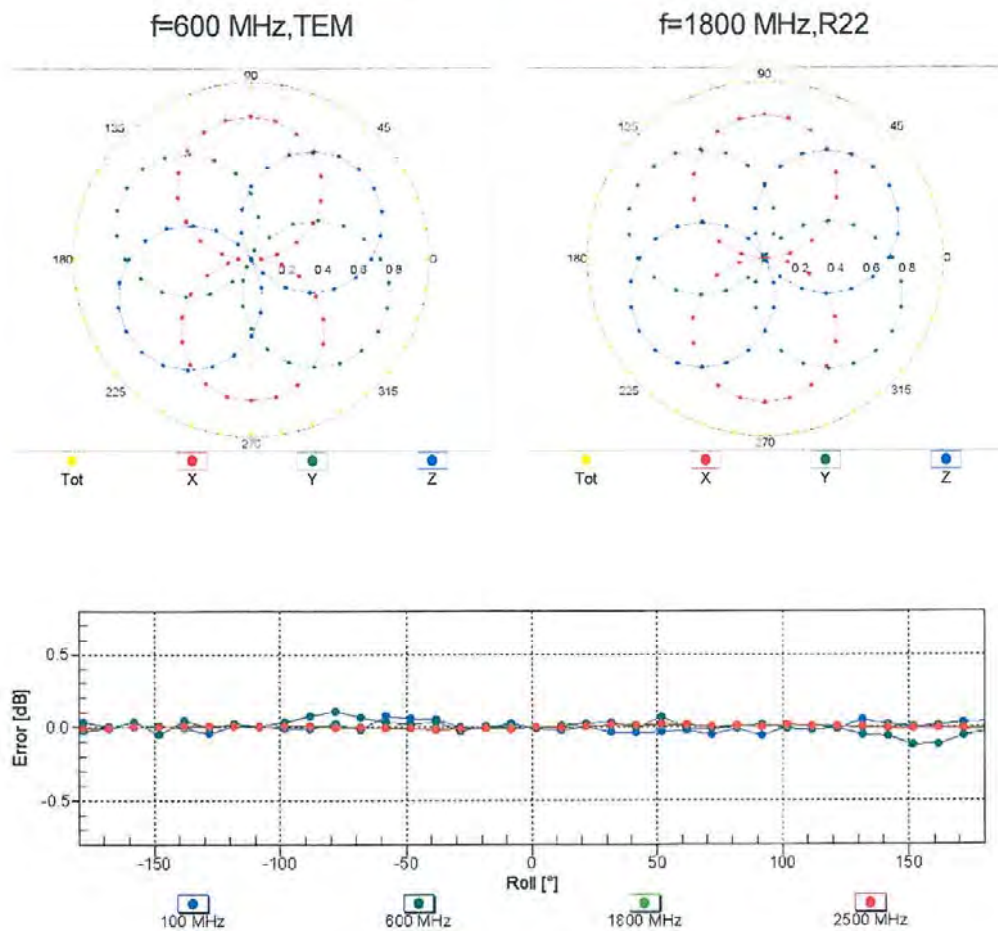 f=600 MHz,TEM
f=1800 MHz,R22
90
135
45
180
0.2 0.4 0.6 0.8
0
225
315
270
Tot X Y Z
90
135
45
180
0.2 0.4 0.6 0.8
0
225
315
270
Tot X Y Z
Error [dB]
0.5
0.0
-0.5
-150 -100 -50 0 50 100 150
Roll [°]
100 MHz 600 MHz 1800 MHz 2500 MHz